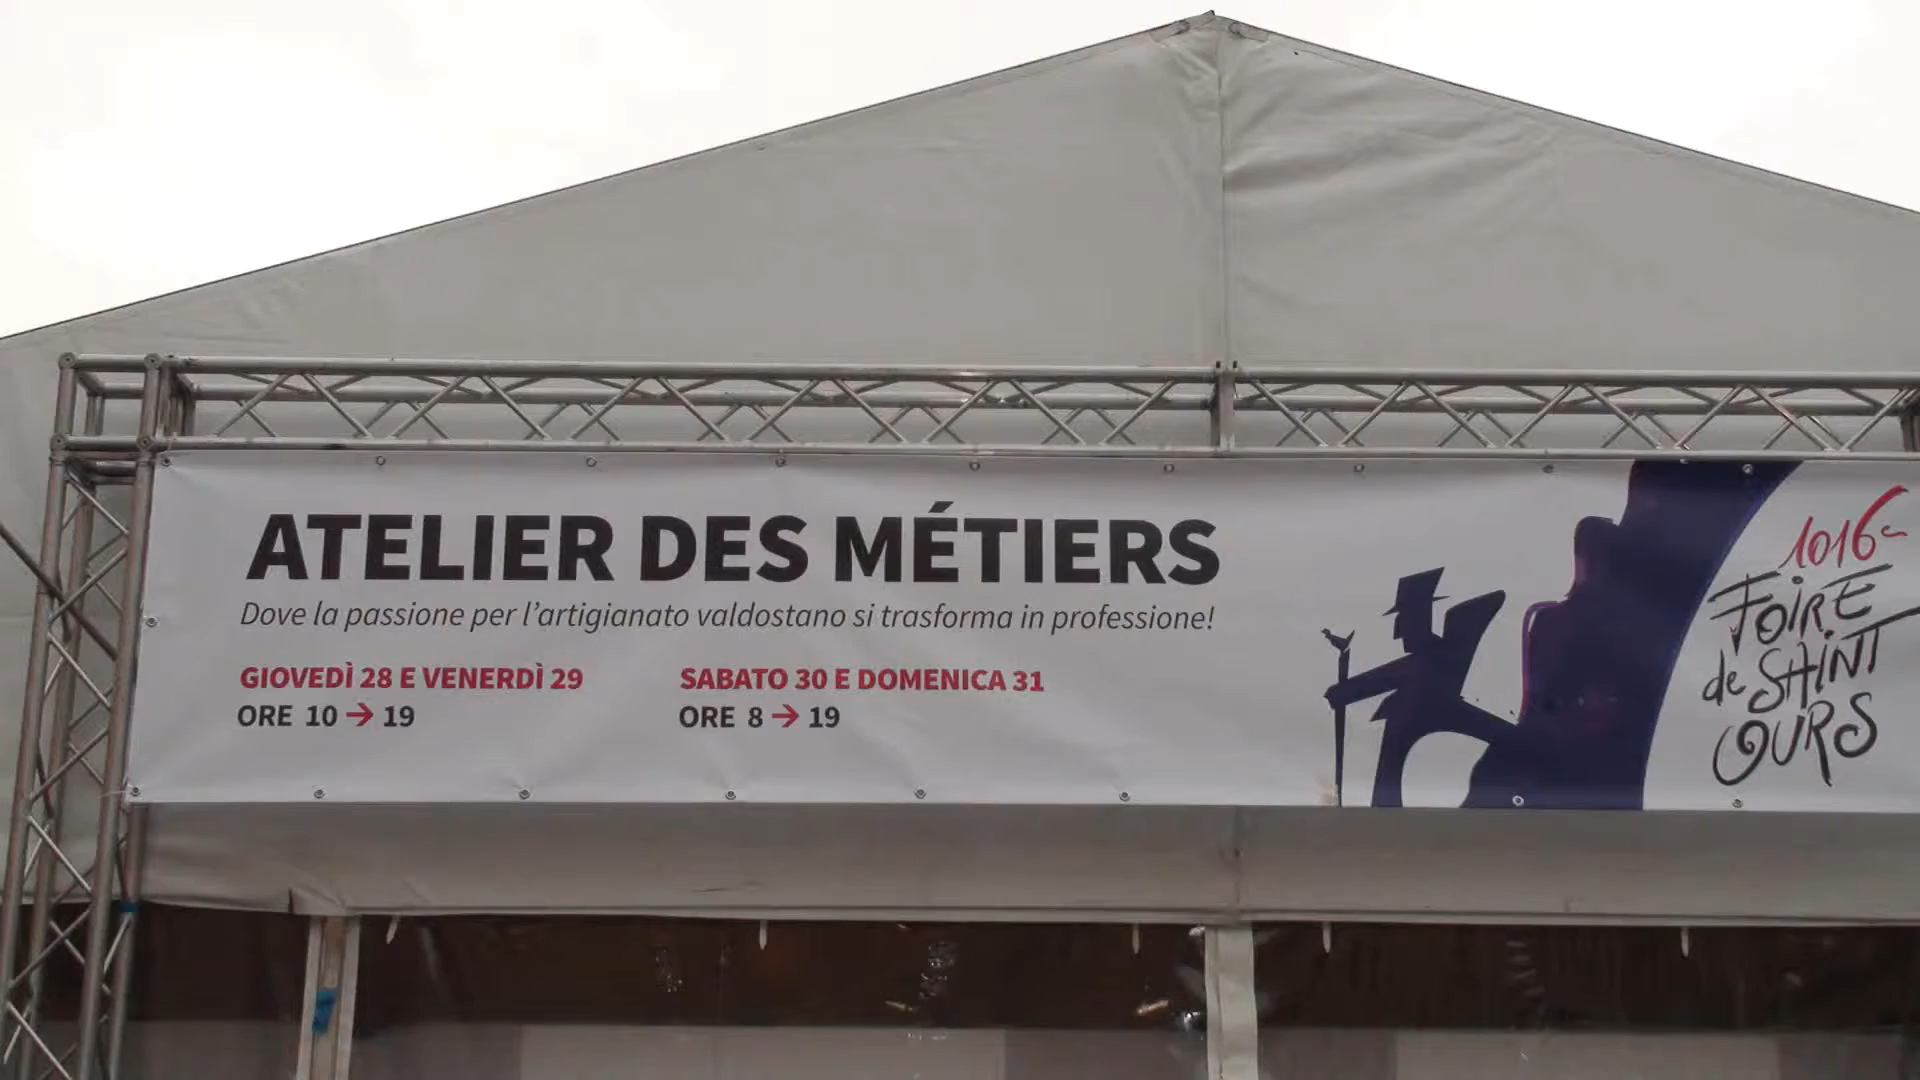 ATELIER DES MÉTIERS
Dove la passione per l'artigianato valdostano si trasforma in professione!
GIOVEDÌ 28 E VENERDÌ 29
ORE 10 → 19
SABATO 30 E DOMENICA 31
ORE 8 → 19
1016e
FOIRE
de SAINT
OURS